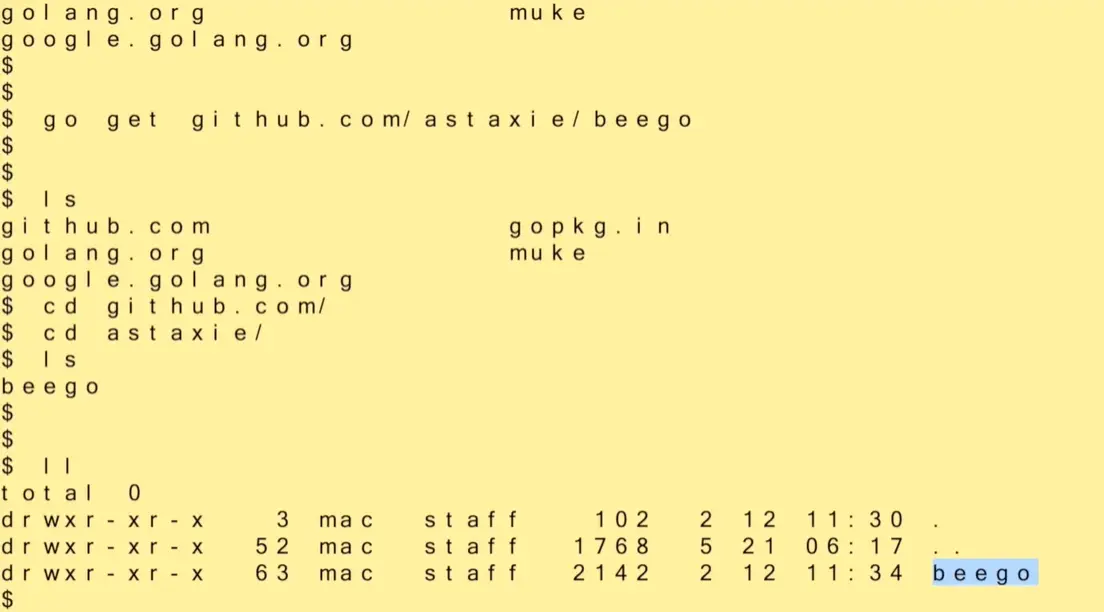 golang.org muke
google.golang.org
$
$
$ go get github.com/astaxie/beego
$
$
$ ls
github.com gopkg.in
golang.org muke
google.golang.org
$ cd github.com/
$ cd astaxie/
$ ls
beego
$
$
$ ll
total 0
drwxr-xr-x 3 mac staff 102 2 12 11:30 .
drwxr-xr-x 52 mac staff 1768 5 21 06:17 ..
drwxr-xr-x 63 mac staff 2142 2 12 11:34 beego
$